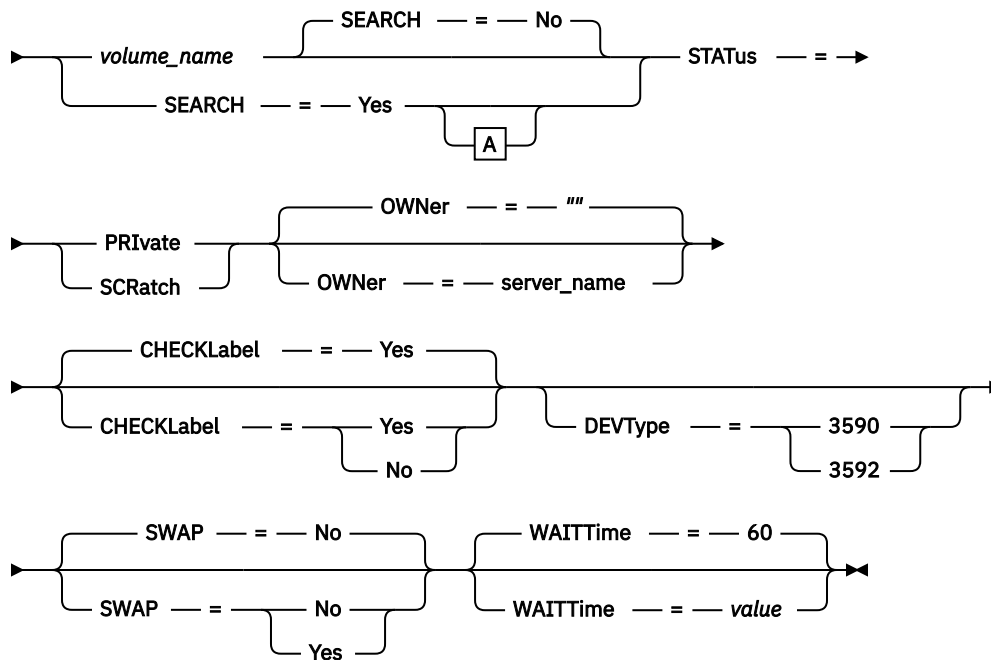 SEARCH = No
volume_name STATus =
SEARCH = Yes
A
OWNer = ""
PRIvate
SCRatch OWNer = server_name
CHECKLabel = Yes
CHECKLabel = Yes DEVType = 3590
No 3592
SWAP = No WAITTime = 60
SWAP = No WAITTime = value
Yes